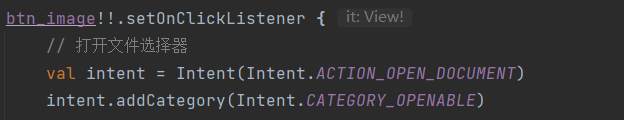 btn_image!!.setOnClickListener { it: View!
// 打开文件选择器
val intent = Intent(Intent.ACTION_OPEN_DOCUMENT)
intent.addCategory(Intent.CATEGORY_OPENABLE)